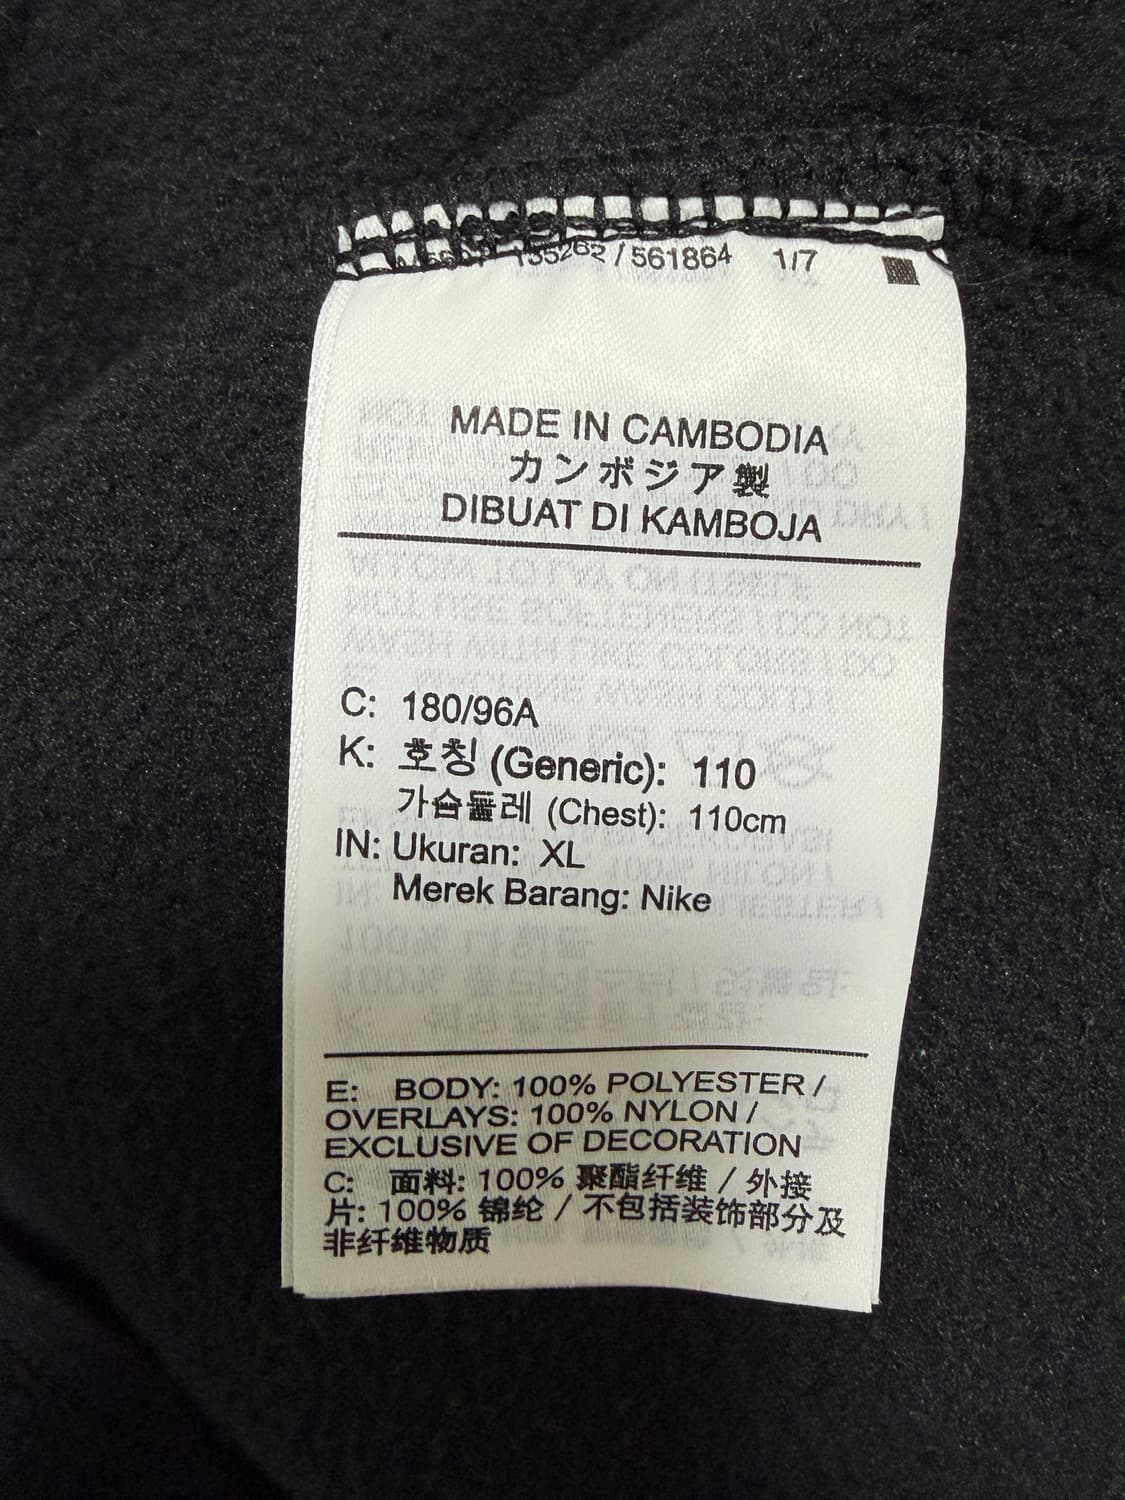 135262 / 561864 1/7
MADE IN CAMBODIA
カンボジア製
DIBUAT DI KAMBOJA
C: 180/96A
K: 호칭 (Generic): 110
가슴둘레 (Chest): 110cm
IN: Ukuran: XL
Merek Barang: Nike
E: BODY: 100% POLYESTER /
OVERLAYS: 100% NYLON /
EXCLUSIVE OF DECORATION
C: 面料: 100% 聚酯纤维 / 外接
片: 100% 锦纶 / 不包括装饰部分及
非纤维物质